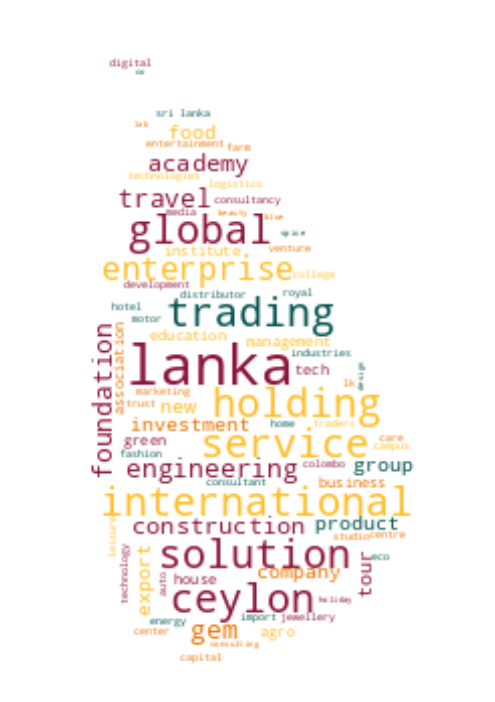 digital
co
sri lanka
lak
food
entertainment farm
academy
technologies
logistics
travel consultancy
media beauty blue
global
spice
institute venture
enterprise college
development
distributor royal
hotel
trading
motor
education management
association
foundation
lanka
industries
tech
asia
lk
marketing
holding
trust new traders
investment home
green
service
care
campus
fashion
engineering colombo group
consultant business
international
construction product
leisure
studio centre
solution
eco
technology
export
auto
house company
tour
ceylon
holiday
energy import jewellery
center gem agro
consulting
capital